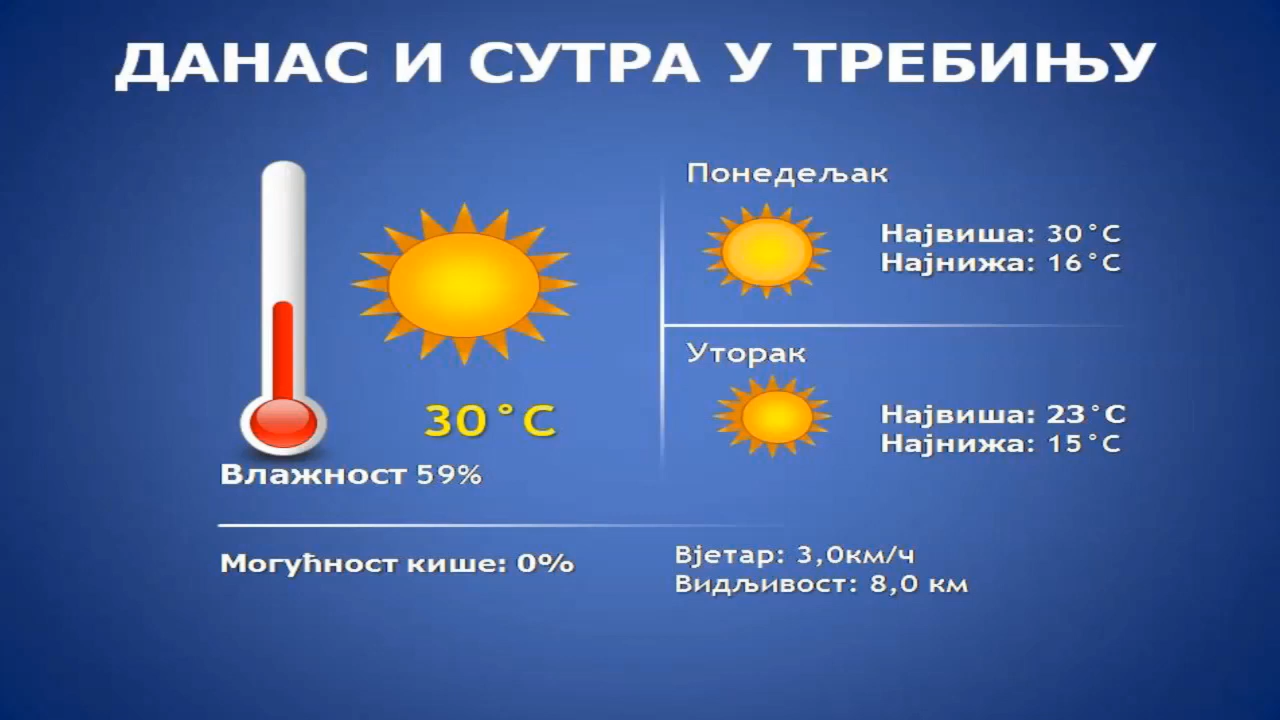 ДАНАС И СУТРА У ТРЕБИЊУ
30°C
Влажност 59%
Понедељак
Највиша: 30°C
Најнижа: 16°C
Уторак
Највиша: 23°C
Најнижа: 15°C
Могућност кише: 0%
Вјетар: 3,0км/ч
Видљивост: 8,0 км